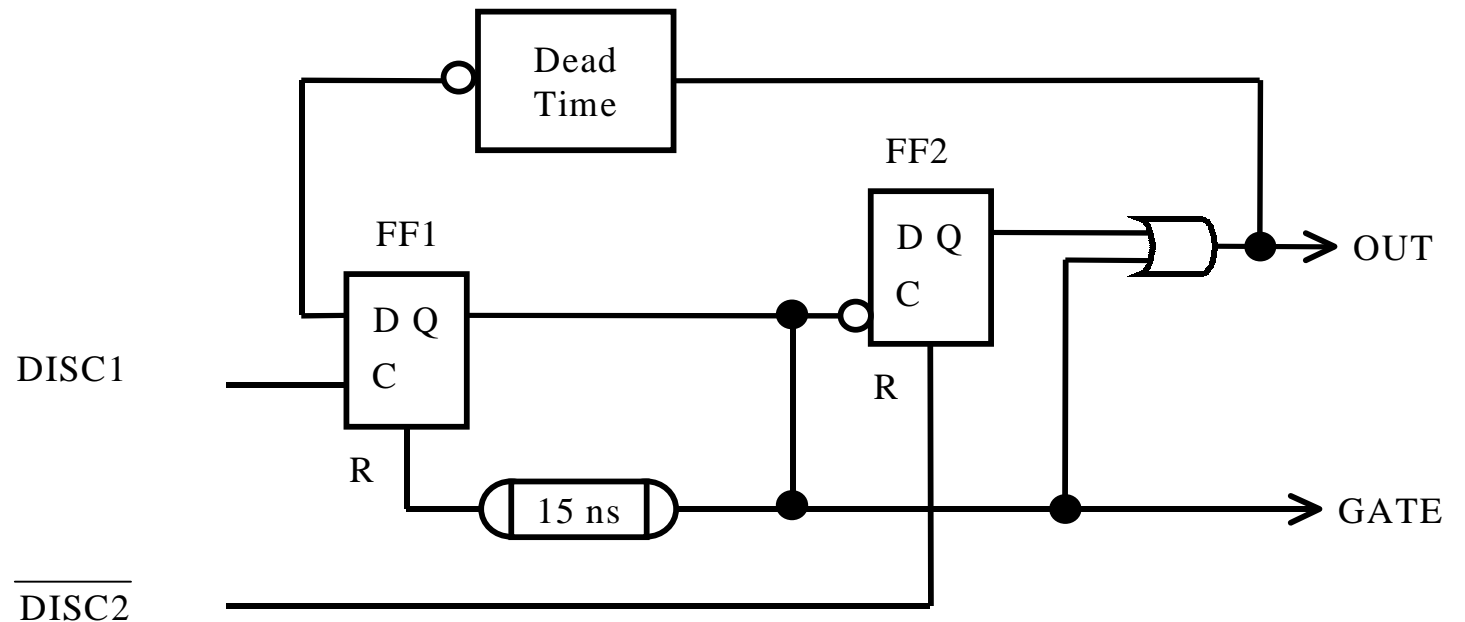 Dead
Time
FF2
D Q
C
OUT
FF1
D Q
C
DISC1
R
R
15 ns
GATE
DISC2